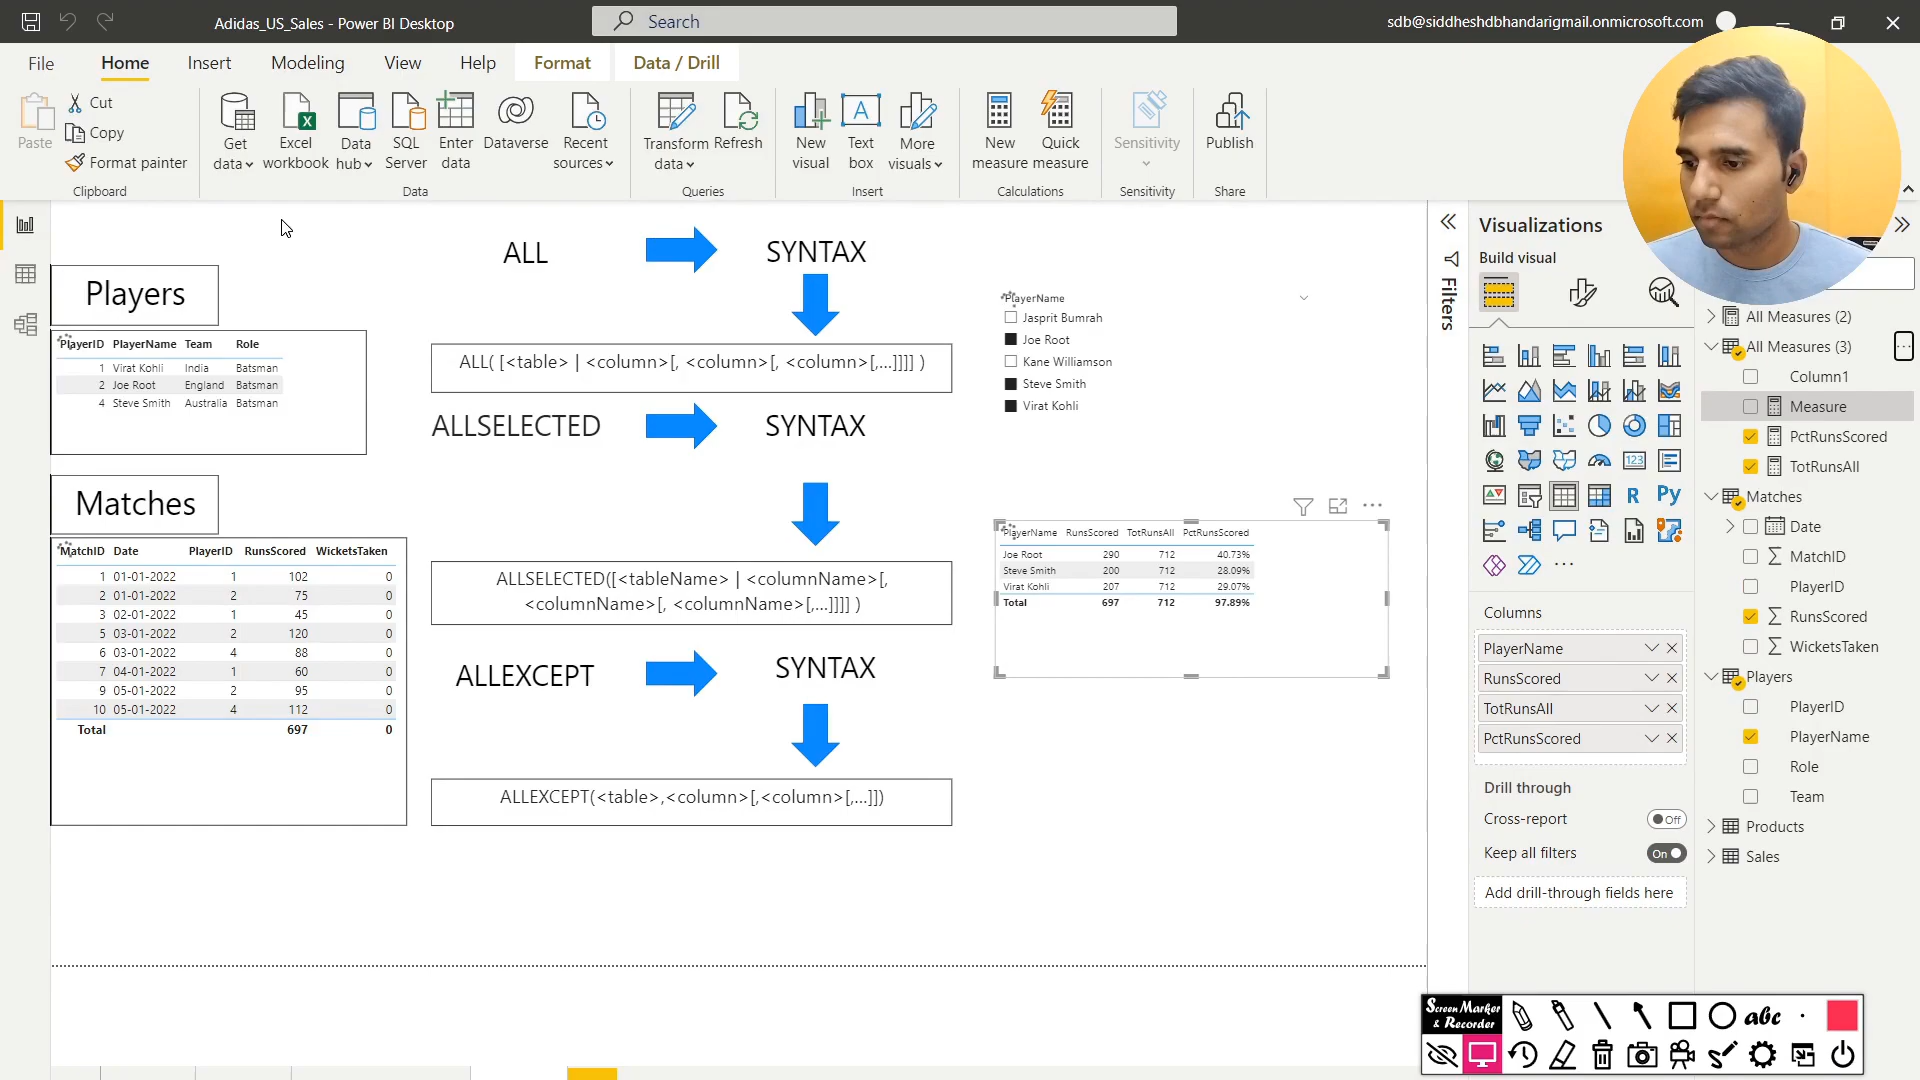 Adidas_US_Sales - Power BI Desktop
Search
sdb@siddheshdbhandarigmail.onmicrosoft.com
File
Home
Insert
Modeling
View
Help
Format
Data / Drill
Paste
Cut
Copy
Format painter
Clipboard
Get data
Excel workbook
Data hub
SQL Server
Enter data
Dataverse
Recent sources
Data
Transform data
Refresh
Queries
New visual
Text box
More visuals
Insert
New measure
Quick measure
Calculations
Sensitivity
Sensitivity
Publish
Share
Players
PlayerID PlayerName Team Role
1 Virat Kohli India Batsman
2 Joe Root England Batsman
4 Steve Smith Australia Batsman
Matches
MatchID Date PlayerID RunsScored WicketsTaken
1 01-01-2022 1 102 0
2 01-01-2022 2 75 0
3 02-01-2022 1 45 0
5 03-01-2022 2 120 0
6 03-01-2022 4 88 0
7 04-01-2022 1 60 0
9 05-01-2022 2 95 0
10 05-01-2022 4 112 0
Total 697 0
ALL
SYNTAX
ALL( [<table> | <column>[, <column>[, <column>[,…]]]] )
ALLSELECTED
SYNTAX
ALLSELECTED([<tableName> | <columnName>[,
<columnName>[, <columnName>[,…]]]] )
ALLEXCEPT
SYNTAX
ALLEXCEPT(<table>,<column>[,<column>[,…]])
PlayerName
Jasprit Bumrah
Joe Root
Kane Williamson
Steve Smith
Virat Kohli
PlayerName RunsScored TotRunsAll PctRunsScored
Joe Root 290 712 40.73%
Steve Smith 200 712 28.09%
Virat Kohli 207 712 29.07%
Total 697 712 97.89%
Filters
Visualizations
Build visual
123
R
Py
Columns
PlayerName
RunsScored
TotRunsAll
PctRunsScored
Drill through
Cross-report
Off
Keep all filters
On
Add drill-through fields here
All Measures (2)
All Measures (3)
Column1
Measure
PctRunsScored
TotRunsAll
Matches
Date
MatchID
PlayerID
RunsScored
WicketsTaken
Players
PlayerID
PlayerName
Role
Team
Products
Sales
Screen Marker
& Recorder
abc